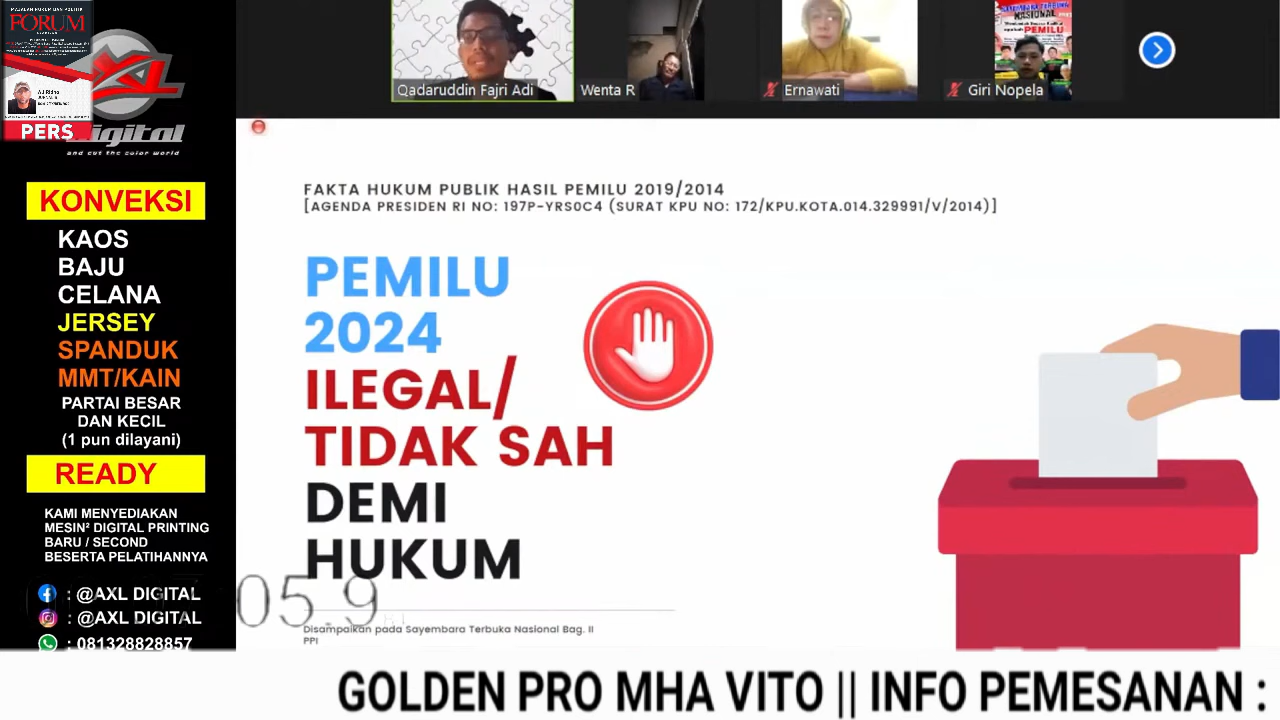 FORUM
PERS
AXL
Digital
and cut the color world
KONVEKSI
KAOS
BAJU
CELANA
JERSEY
SPANDUK
MMT/KAIN
PARTAI BESAR
DAN KECIL
(1 pun dilayani)
READY
KAMI MENYEDIAKAN
MESIN² DIGITAL PRINTING
BARU / SECOND
BESERTA PELATIHANNYA
: @AXL DIGITAL
: @AXL DIGITAL
: 081328828857
Qadaruddin Fajri Adi
Wenta R
Ernawati
Giri Nopela
NASIONAL
PEMILU
FAKTA HUKUM PUBLIK HASIL PEMILU 2019/2014
[AGENDA PRESIDEN RI NO: 197P-YRS0C4 (SURAT KPU NO: 172/KPU.KOTA.014.329991/V/2014)]
PEMILU
2024
ILEGAL/
TIDAK SAH
DEMI
HUKUM
05.9
Disampaikan pada Sayembara Terbuka Nasional Bag. II
PPI
GOLDEN PRO MHA VITO || INFO PEMESANAN :